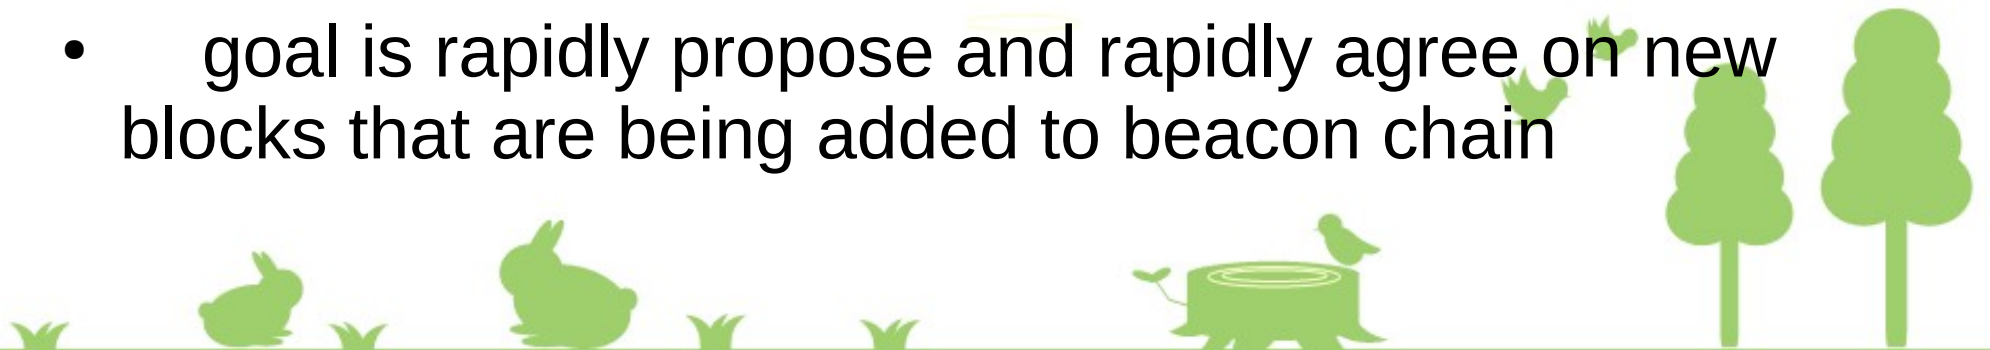 • goal is rapidly propose and rapidly agree on new
blocks that are being added to beacon chain